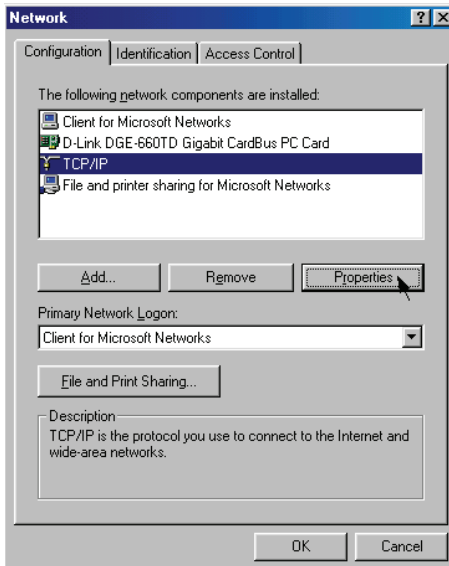 Network
Configuration Identification Access Control
The following network components are installed:
Client for Microsoft Networks
D-Link DGE-660TD Gigabit CardBus PC Card
TCP/IP
File and printer sharing for Microsoft Networks
Add... Remove Properties
Primary Network Logon:
Client for Microsoft Networks
File and Print Sharing...
Description
TCP/IP is the protocol you use to connect to the Internet and
wide-area networks.
OK Cancel